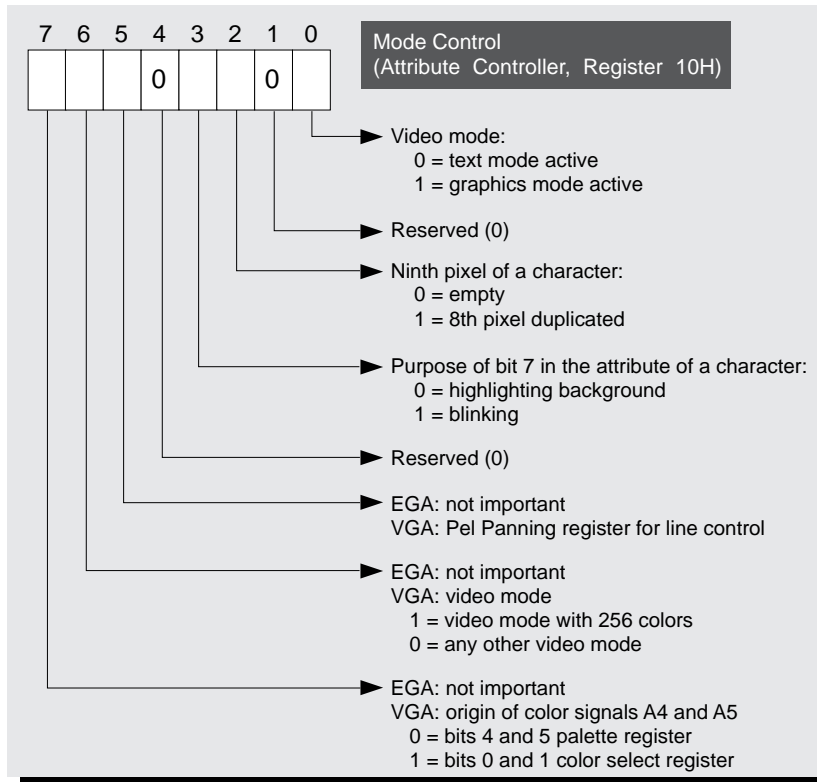 7 6 5 4 3 2 1 0
Mode Control
(Attribute Controller, Register 10H)
0 0
Video mode:
0 = text mode active
1 = graphics mode active
Reserved (0)
Ninth pixel of a character:
0 = empty
1 = 8th pixel duplicated
Purpose of bit 7 in the attribute of a character:
0 = highlighting background
1 = blinking
Reserved (0)
EGA: not important
VGA: Pel Panning register for line control
EGA: not important
VGA: video mode
1 = video mode with 256 colors
0 = any other video mode
EGA: not important
VGA: origin of color signals A4 and A5
0 = bits 4 and 5 palette register
1 = bits 0 and 1 color select register